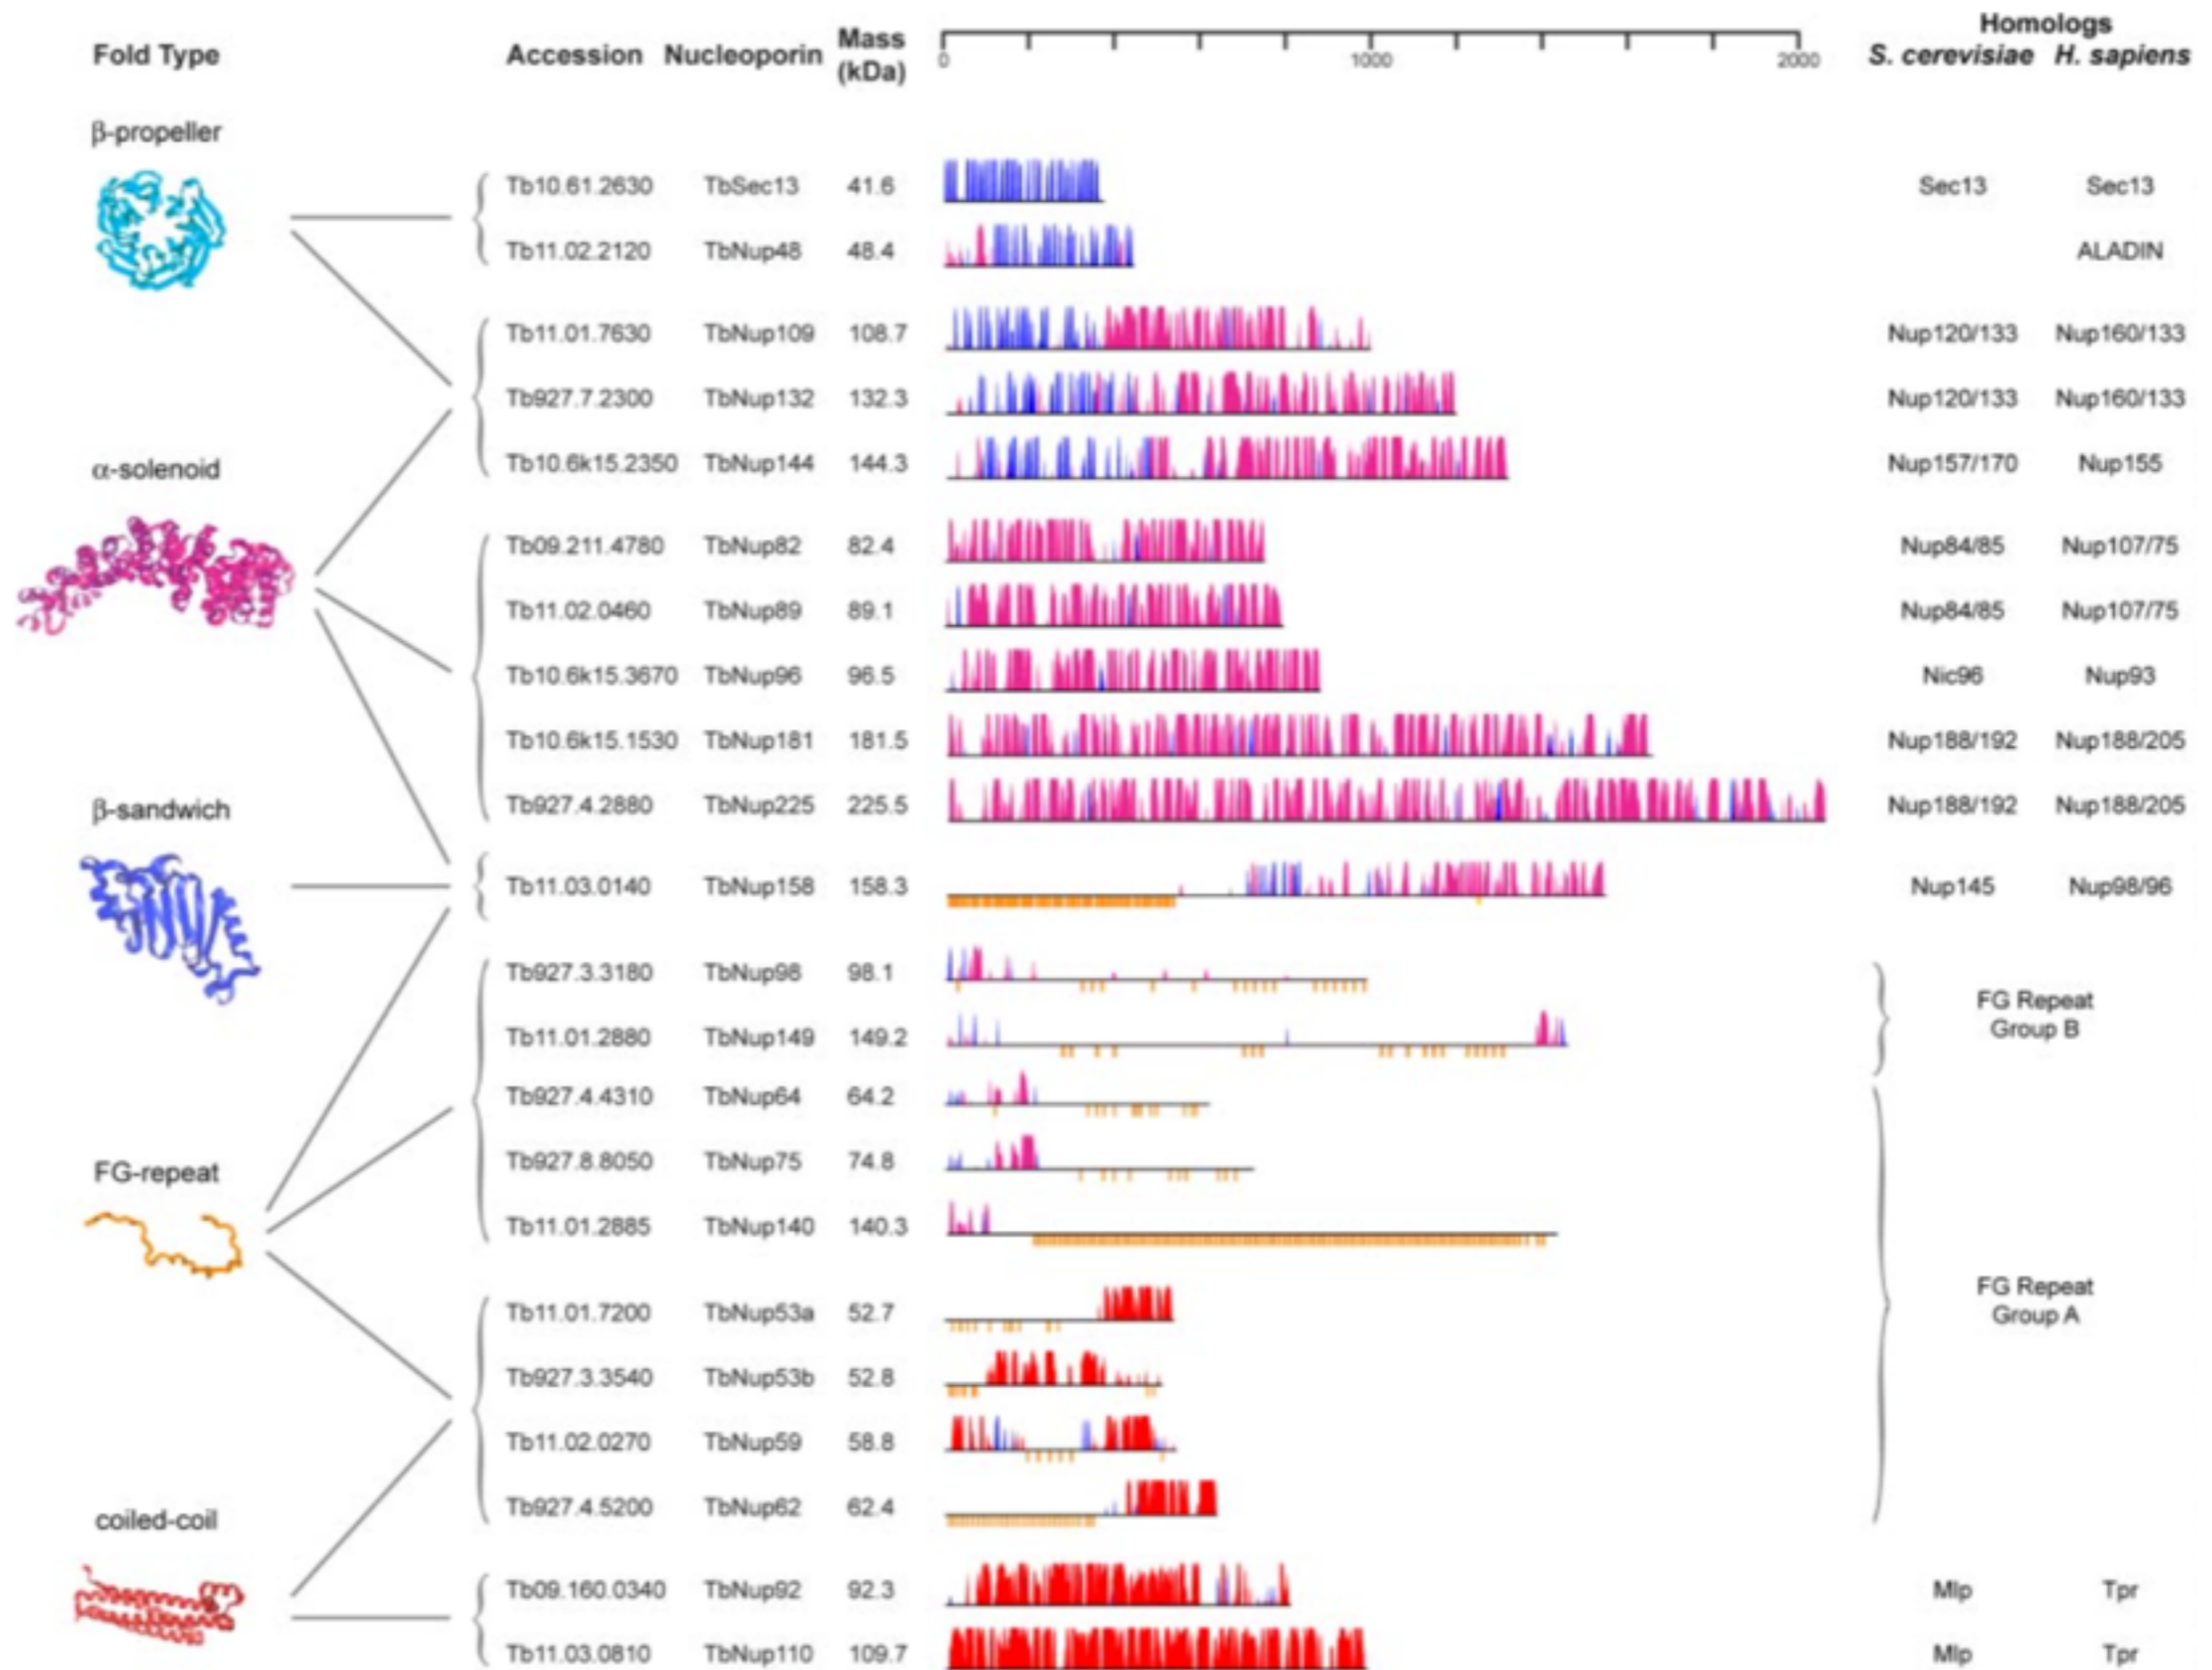 Homologs
Fold Type Accession Nucleoporin Mass (kDa) 0 1000 2000 S. cerevisiae H. sapiens
β-propeller
Tb10.61.2630 TbSec13 41.6 Sec13 Sec13
Tb11.02.2120 TbNup48 48.4 ALADIN
Tb11.01.7630 TbNup109 108.7 Nup120/133 Nup160/133
Tb927.7.2300 TbNup132 132.3 Nup120/133 Nup160/133
α-solenoid
Tb10.6k15.2350 TbNup144 144.3 Nup157/170 Nup155
Tb09.211.4780 TbNup82 82.4 Nup84/85 Nup107/75
Tb11.02.0460 TbNup89 89.1 Nup84/85 Nup107/75
Tb10.6k15.3670 TbNup96 96.5 Nic96 Nup93
Tb10.6k15.1530 TbNup181 181.5 Nup188/192 Nup188/205
β-sandwich
Tb927.4.2880 TbNup225 225.5 Nup188/192 Nup188/205
Tb11.03.0140 TbNup158 158.3 Nup145 Nup98/96
Tb927.3.3180 TbNup98 98.1
FG Repeat
Group B
Tb11.01.2880 TbNup149 149.2
Tb927.4.4310 TbNup64 64.2
FG-repeat
Tb927.8.8050 TbNup75 74.8
Tb11.01.2885 TbNup140 140.3
FG Repeat
Group A
Tb11.01.7200 TbNup53a 52.7
Tb927.3.3540 TbNup53b 52.8
Tb11.02.0270 TbNup59 58.8
Tb927.4.5200 TbNup62 62.4
coiled-coil
Tb09.160.0340 TbNup92 92.3 Mlp Tpr
Tb11.03.0810 TbNup110 109.7 Mlp Tpr